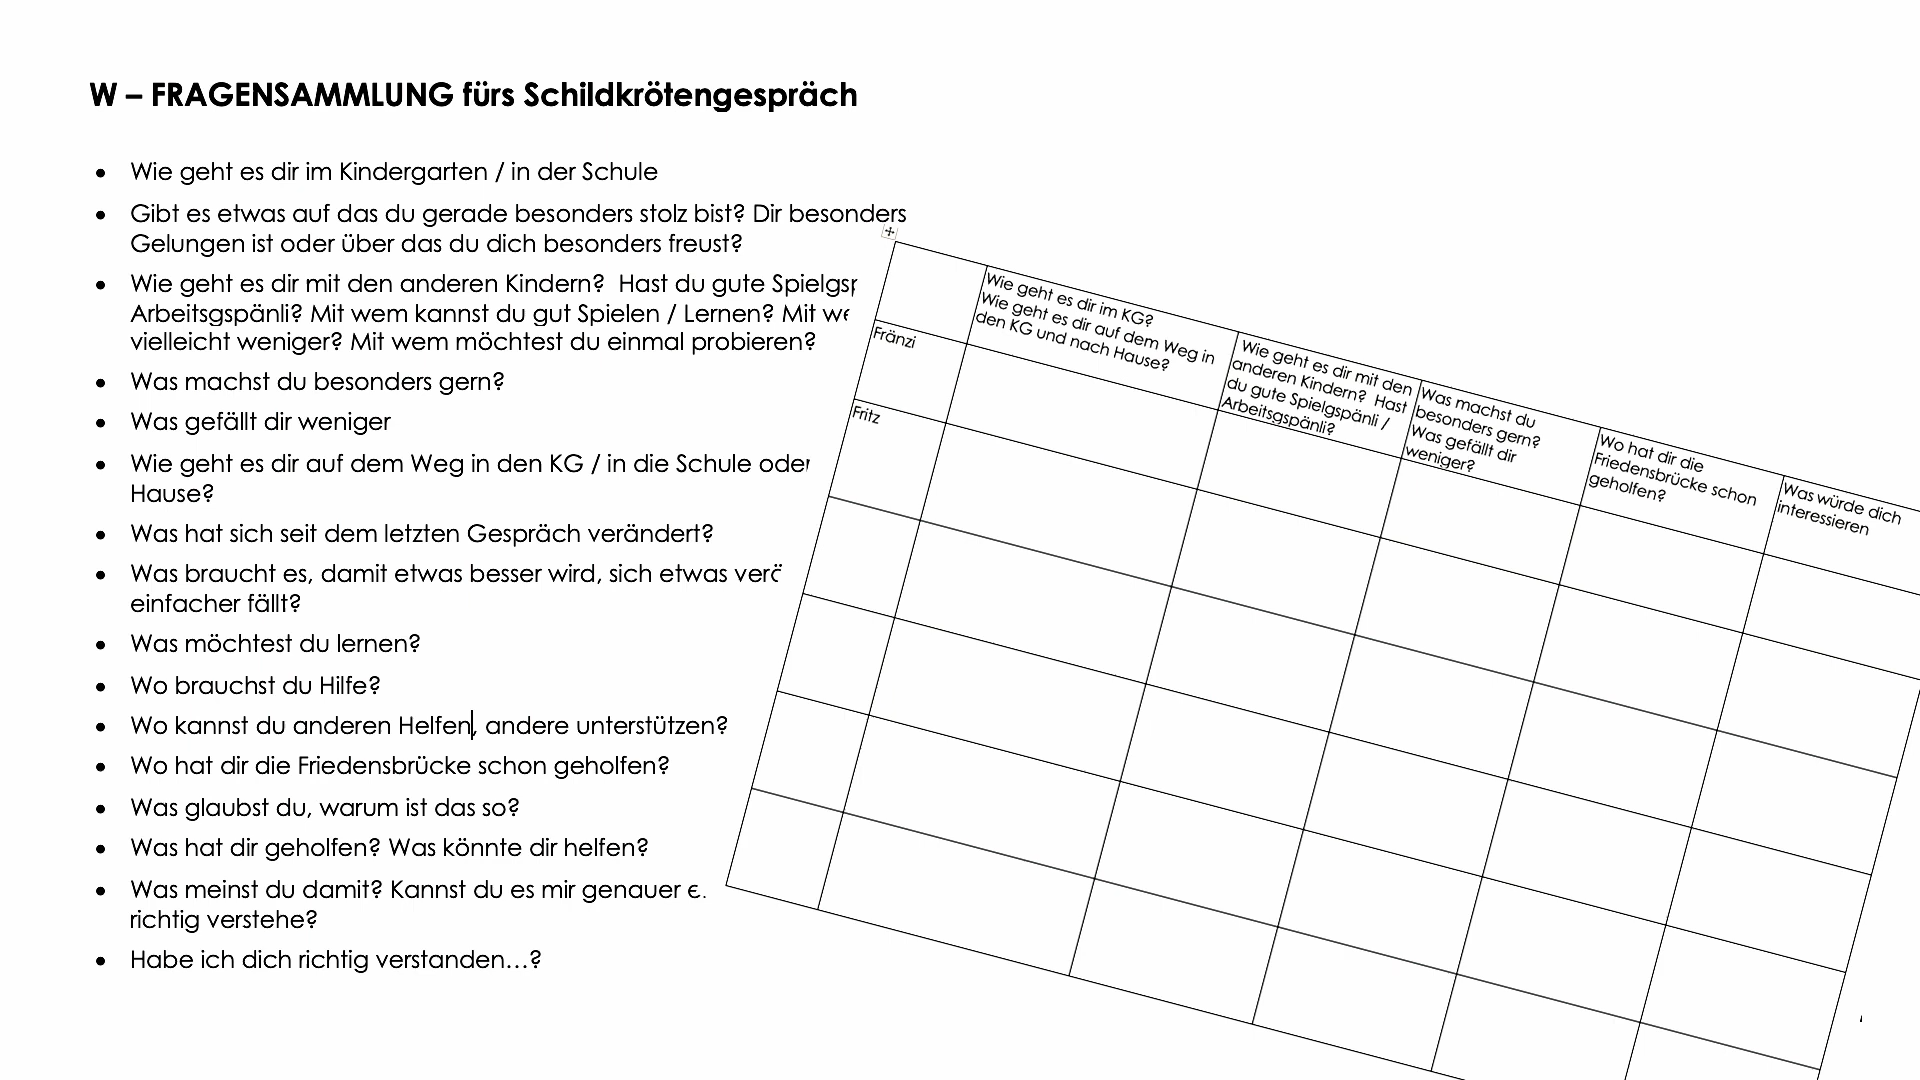 W – FRAGENSAMMLUNG fürs Schildkrötengespräch
Wie geht es dir im Kindergarten / in der Schule
Gibt es etwas auf das du gerade besonders stolz bist? Dir besonders
Gelungen ist oder über das du dich besonders freust?
Wie geht es dir mit den anderen Kindern?  Hast du gute
Arbeitsgspänli? Mit wem kannst du gut Spielen / Lernen? Mit
vielleicht weniger? Mit wem möchtest du einmal probieren?
Was machst du besonders gern?
Was gefällt dir weniger
Wie geht es dir auf dem Weg in den KG / in die Schule oder
Hause?
Was hat sich seit dem letzten Gespräch verändert?
Was braucht es, damit etwas besser wird, sich etwas
einfacher fällt?
Was möchtest du lernen?
Wo brauchst du Hilfe?
Wo kannst du anderen Helfen, andere unterstützen?
Wo hat dir die Friedensbrücke schon geholfen?
Was glaubst du, warum ist das so?
Was hat dir geholfen? Was könnte dir helfen?
Was meinst du damit? Kannst du es mir genauer
richtig verstehe?
Habe ich dich richtig verstanden…?
Wie geht es dir im KG?
Wie geht es dir auf dem Weg in
den KG und nach Hause?
Wie geht es dir mit den
anderen Kindern?  Hast
du gute Spielgspänli /
Arbeitsgspänli?
Was machst du
besonders gern?
Was gefällt dir
weniger?
Wo hat dir die
Friedensbrücke schon
geholfen?
Was würde dich
interessieren
Fränzi
Fritz